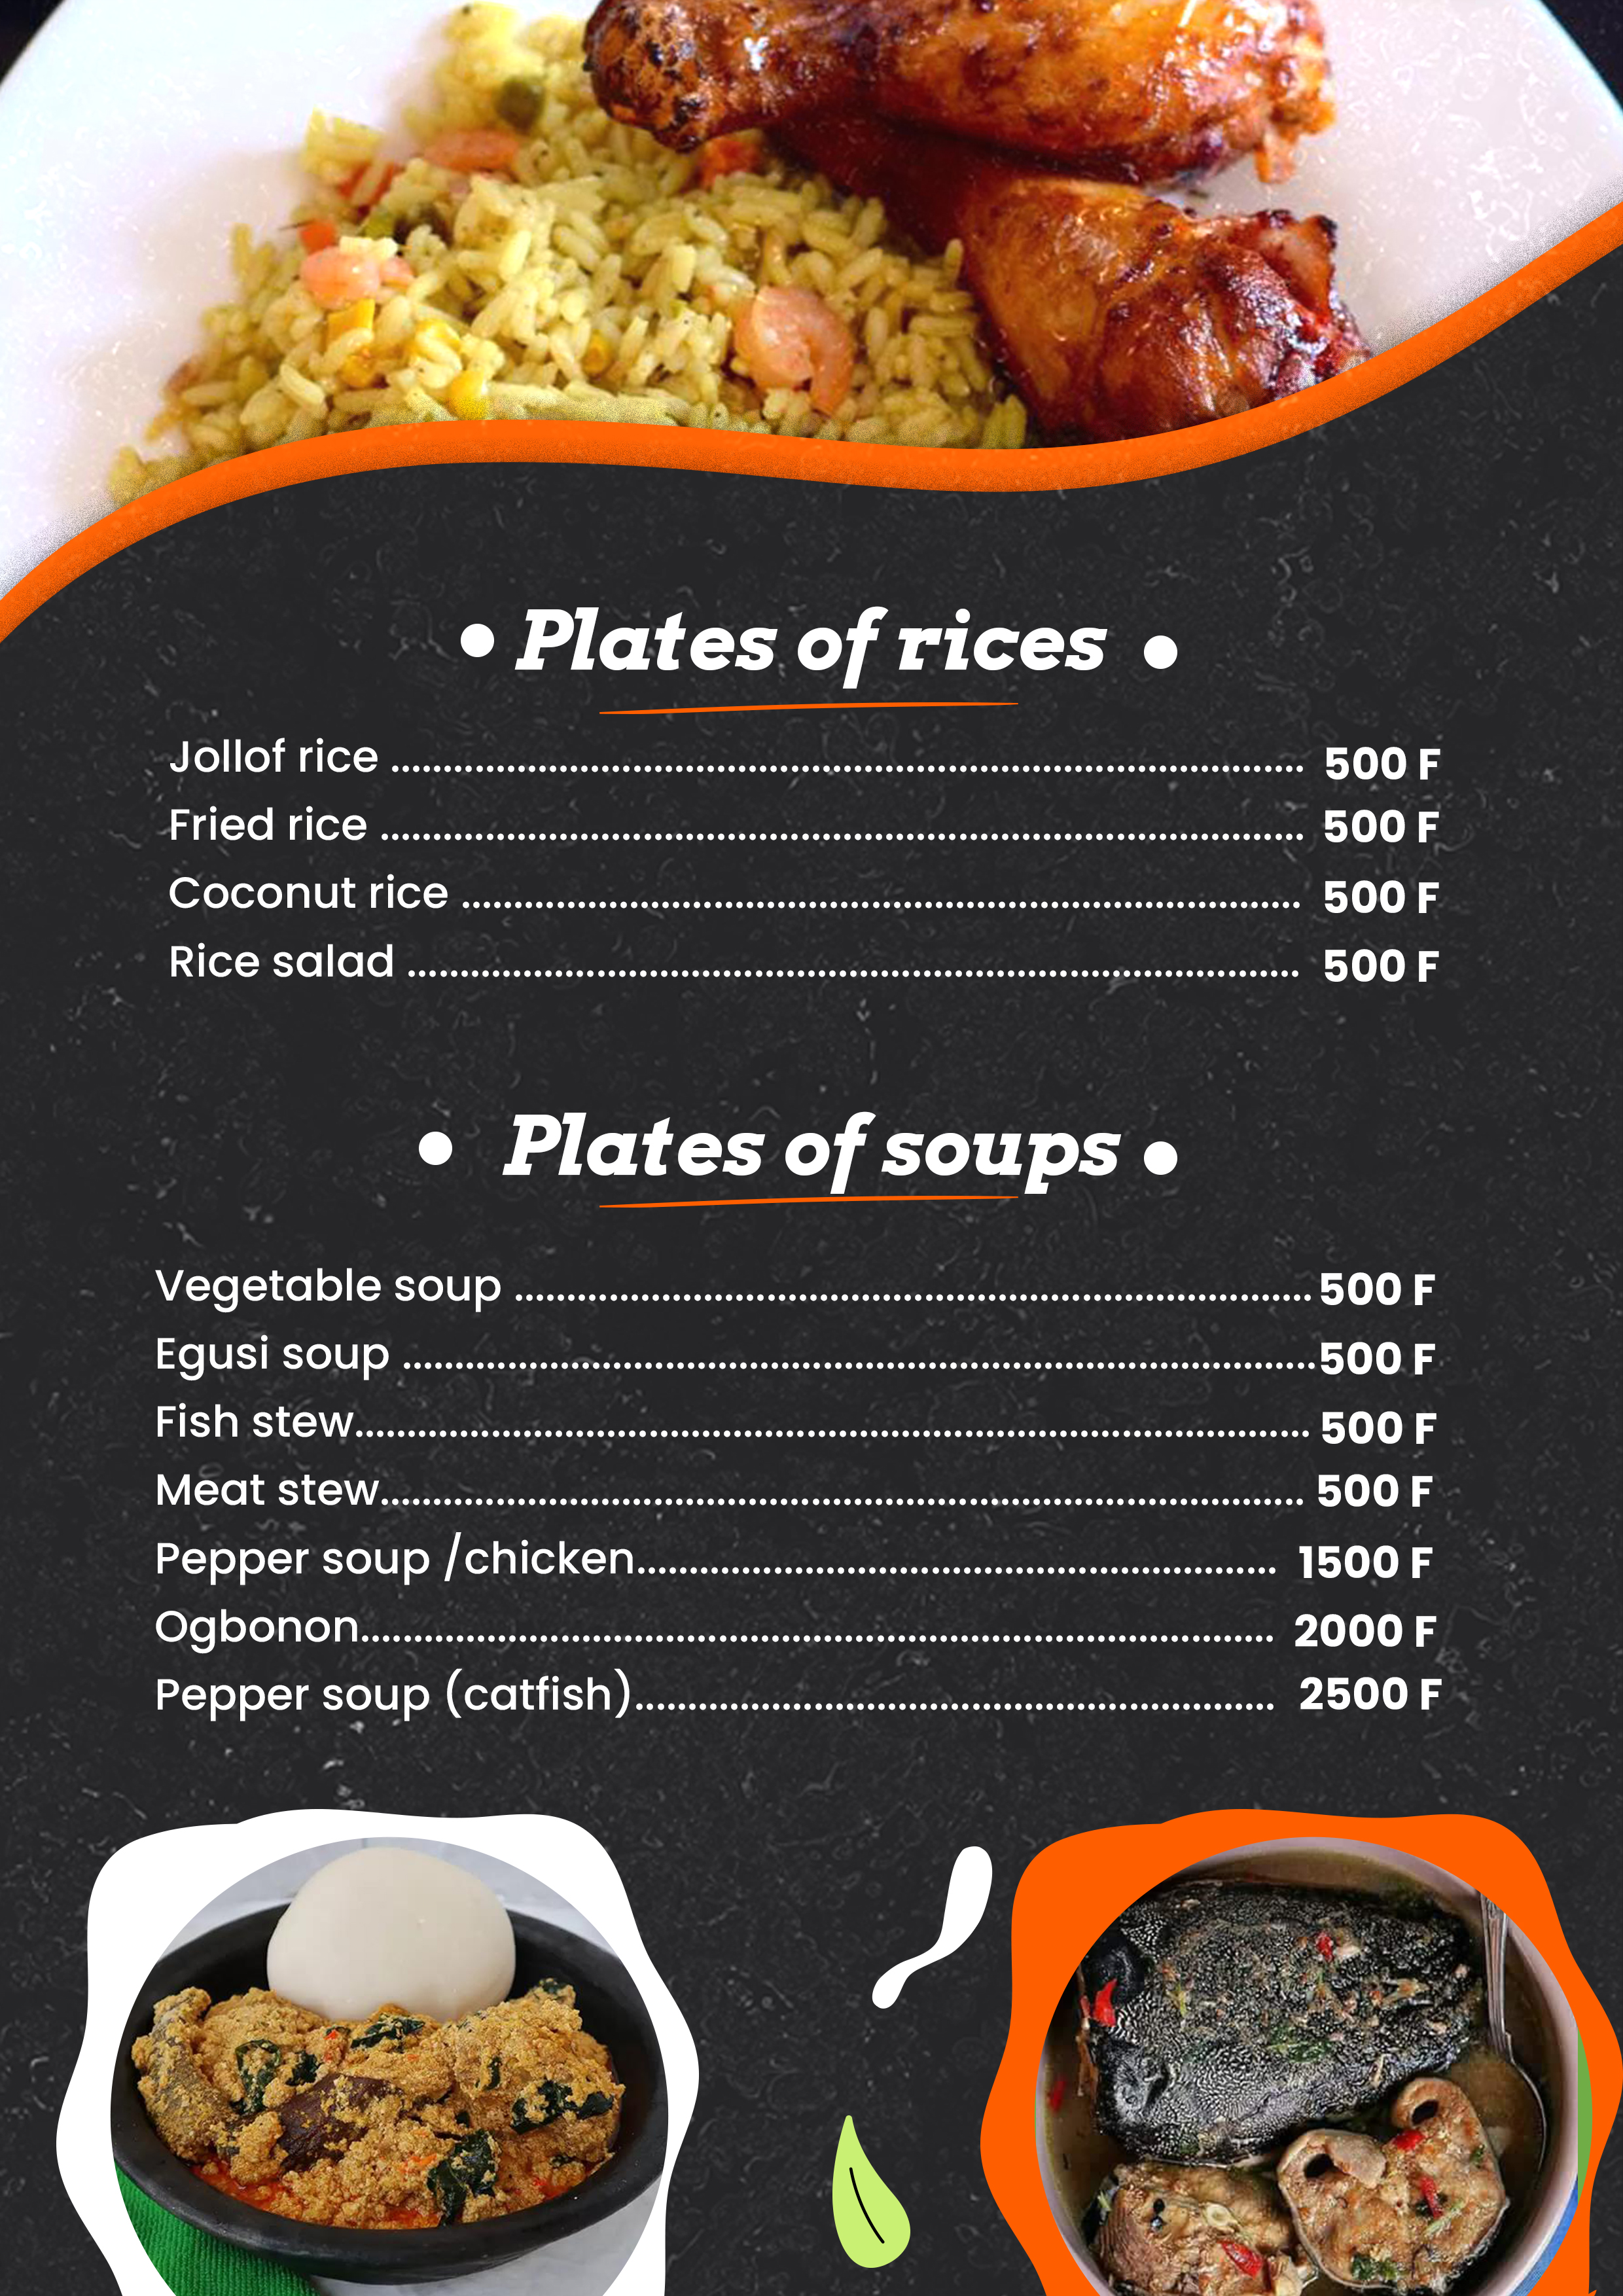 • Plates of rices •
Jollof rice ........................................................................................ 500 F
Fried rice ......................................................................................... 500 F
Coconut rice ................................................................................. 500 F
Rice salad ...................................................................................... 500 F
• Plates of soups •
Vegetable soup ............................................................................. 500 F
Egusi soup ........................................................................................ 500 F
Fish stew............................................................................................ 500 F
Meat stew......................................................................................... 500 F
Pepper soup /chicken.............................................................. 1500 F
Ogbonon........................................................................................ 2000 F
Pepper soup (catfish).............................................................. 2500 F